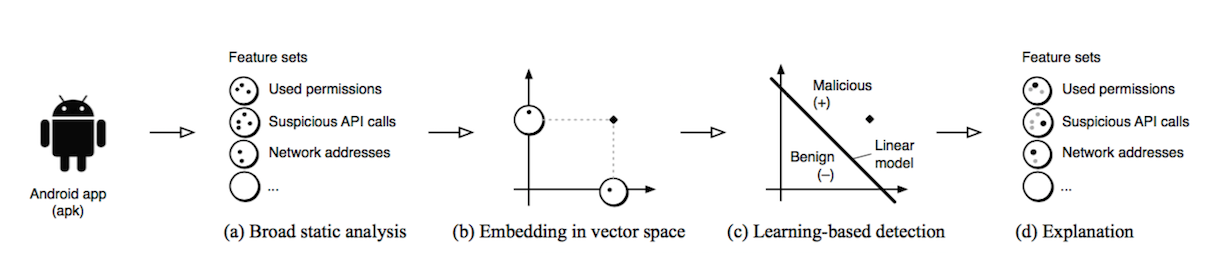 Android app
(apk)
Feature sets
Used permissions
Suspicious API calls
Network addresses
...
(a) Broad static analysis
(b) Embedding in vector space
Malicious
(+)
Benign
(–)
Linear
model
(c) Learning-based detection
Feature sets
Used permissions
Suspicious API calls
Network addresses
...
(d) Explanation